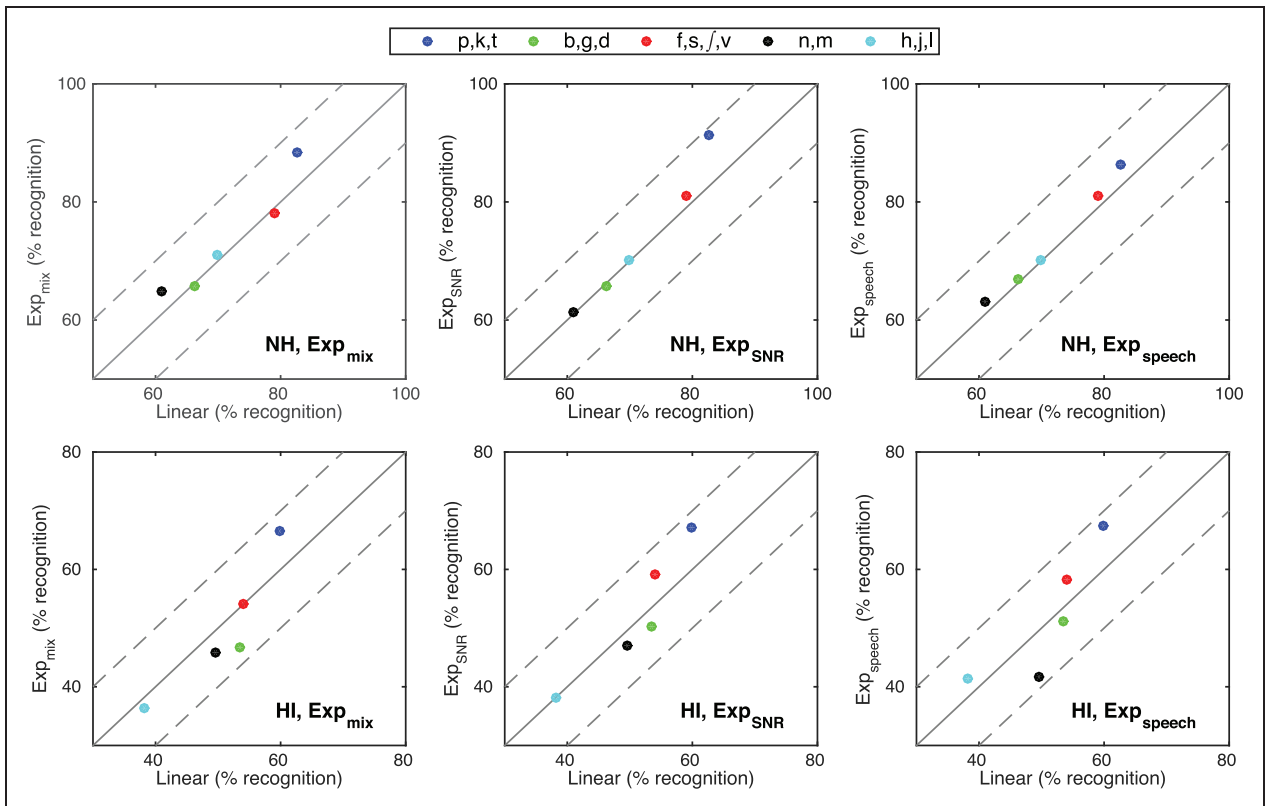 p,k,t b,g,d f,s,ʃ,v n,m h,j,l
100
80
60
Exp_mix (% recognition)
NH, Exp_mix
60 80 100
Linear (% recognition)
100
80
60
Exp_SNR (% recognition)
NH, Exp_SNR
60 80 100
Linear (% recognition)
100
80
60
Exp_speech (% recognition)
NH, Exp_speech
60 80 100
Linear (% recognition)
80
60
40
Exp_mix (% recognition)
HI, Exp_mix
40 60 80
Linear (% recognition)
80
60
40
Exp_SNR (% recognition)
HI, Exp_SNR
40 60 80
Linear (% recognition)
80
60
40
Exp_speech (% recognition)
HI, Exp_speech
40 60 80
Linear (% recognition)